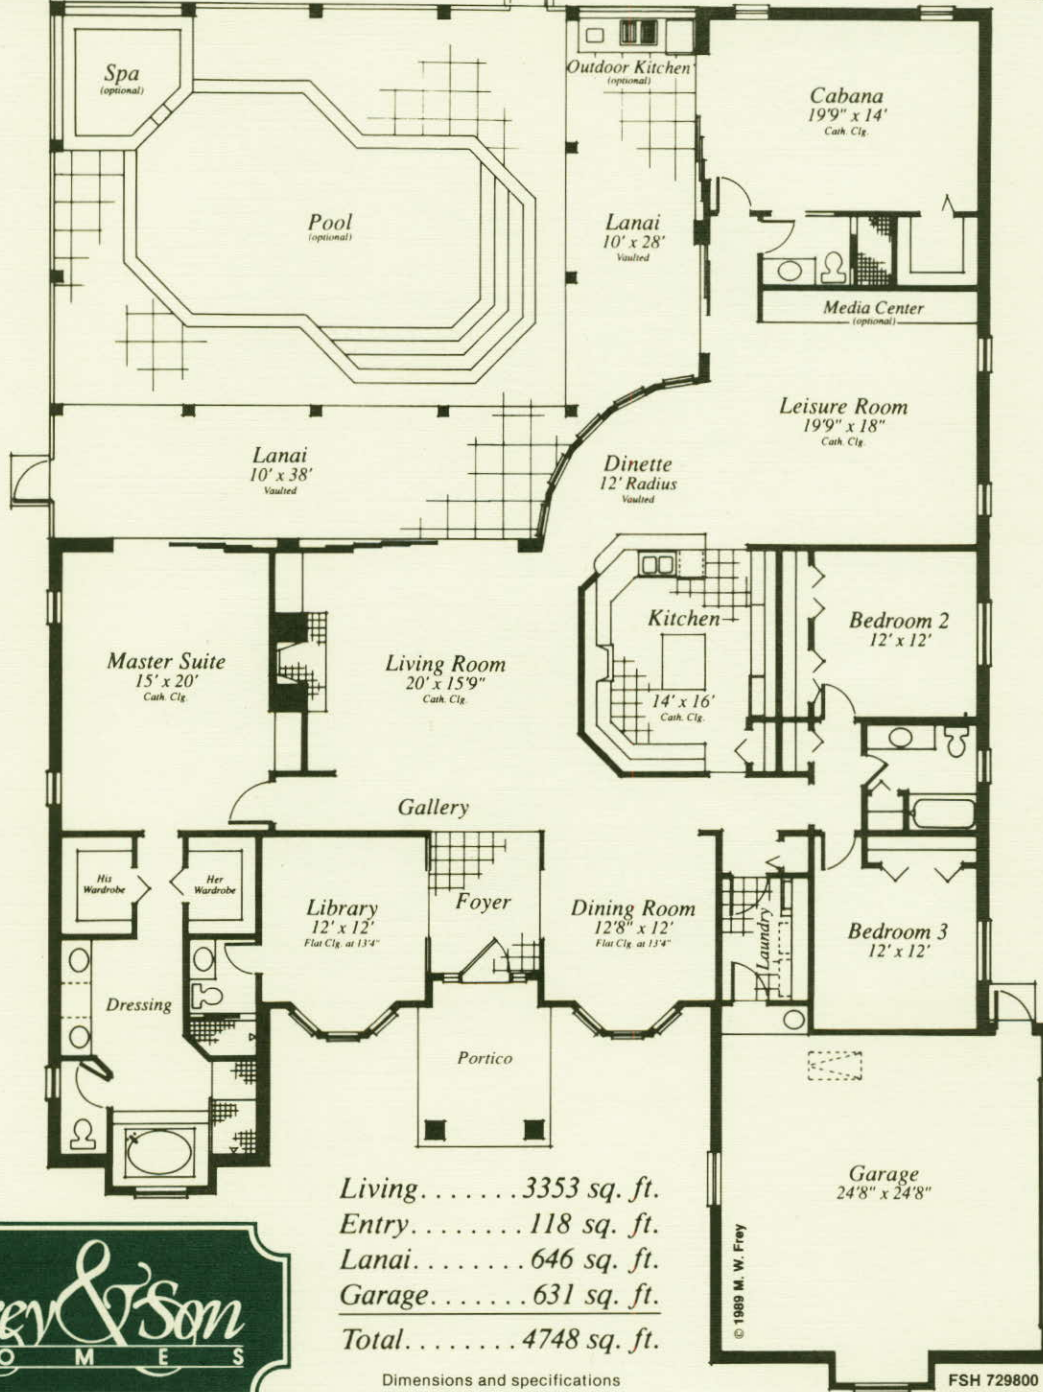 Spa
(optional)
Outdoor Kitchen
(optional)
Cabana
19'9" x 14'
Cath. Clg.
Pool
(optional)
Lanai
10' x 28'
Vaulted
Media Center
(optional)
Leisure Room
19'9" x 18"
Cath. Clg.
Lanai
10' x 38'
Vaulted
Dinette
12' Radius
Vaulted
Master Suite
15' x 20'
Cath. Clg.
Living Room
20' x 15'9"
Cath. Clg.
Kitchen
14' x 16'
Cath. Clg.
Bedroom 2
12' x 12'
Gallery
His
Wardrobe
Her
Wardrobe
Library
12' x 12'
Flat Clg. at 13'4"
Foyer
Dining Room
12'8" x 12'
Flat Clg. at 13'4"
Laundry
Bedroom 3
12' x 12'
Dressing
Portico
Garage
24'8" x 24'8"
Living.......3353 sq. ft.
Entry........118 sq. ft.
Lanai........646 sq. ft.
Garage.......631 sq. ft.
Total........4748 sq. ft.
© 1989 M. W. Frey
ey & Son
O M E S
Dimensions and specifications
FSH 729800